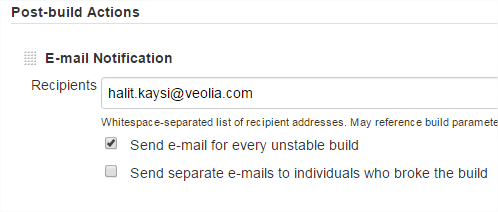 Post-build Actions
E-mail Notification
Recipients
halit.kaysi@veolia.com
Whitespace-separated list of recipient addresses. May reference build paramete
Send e-mail for every unstable build
Send separate e-mails to individuals who broke the build